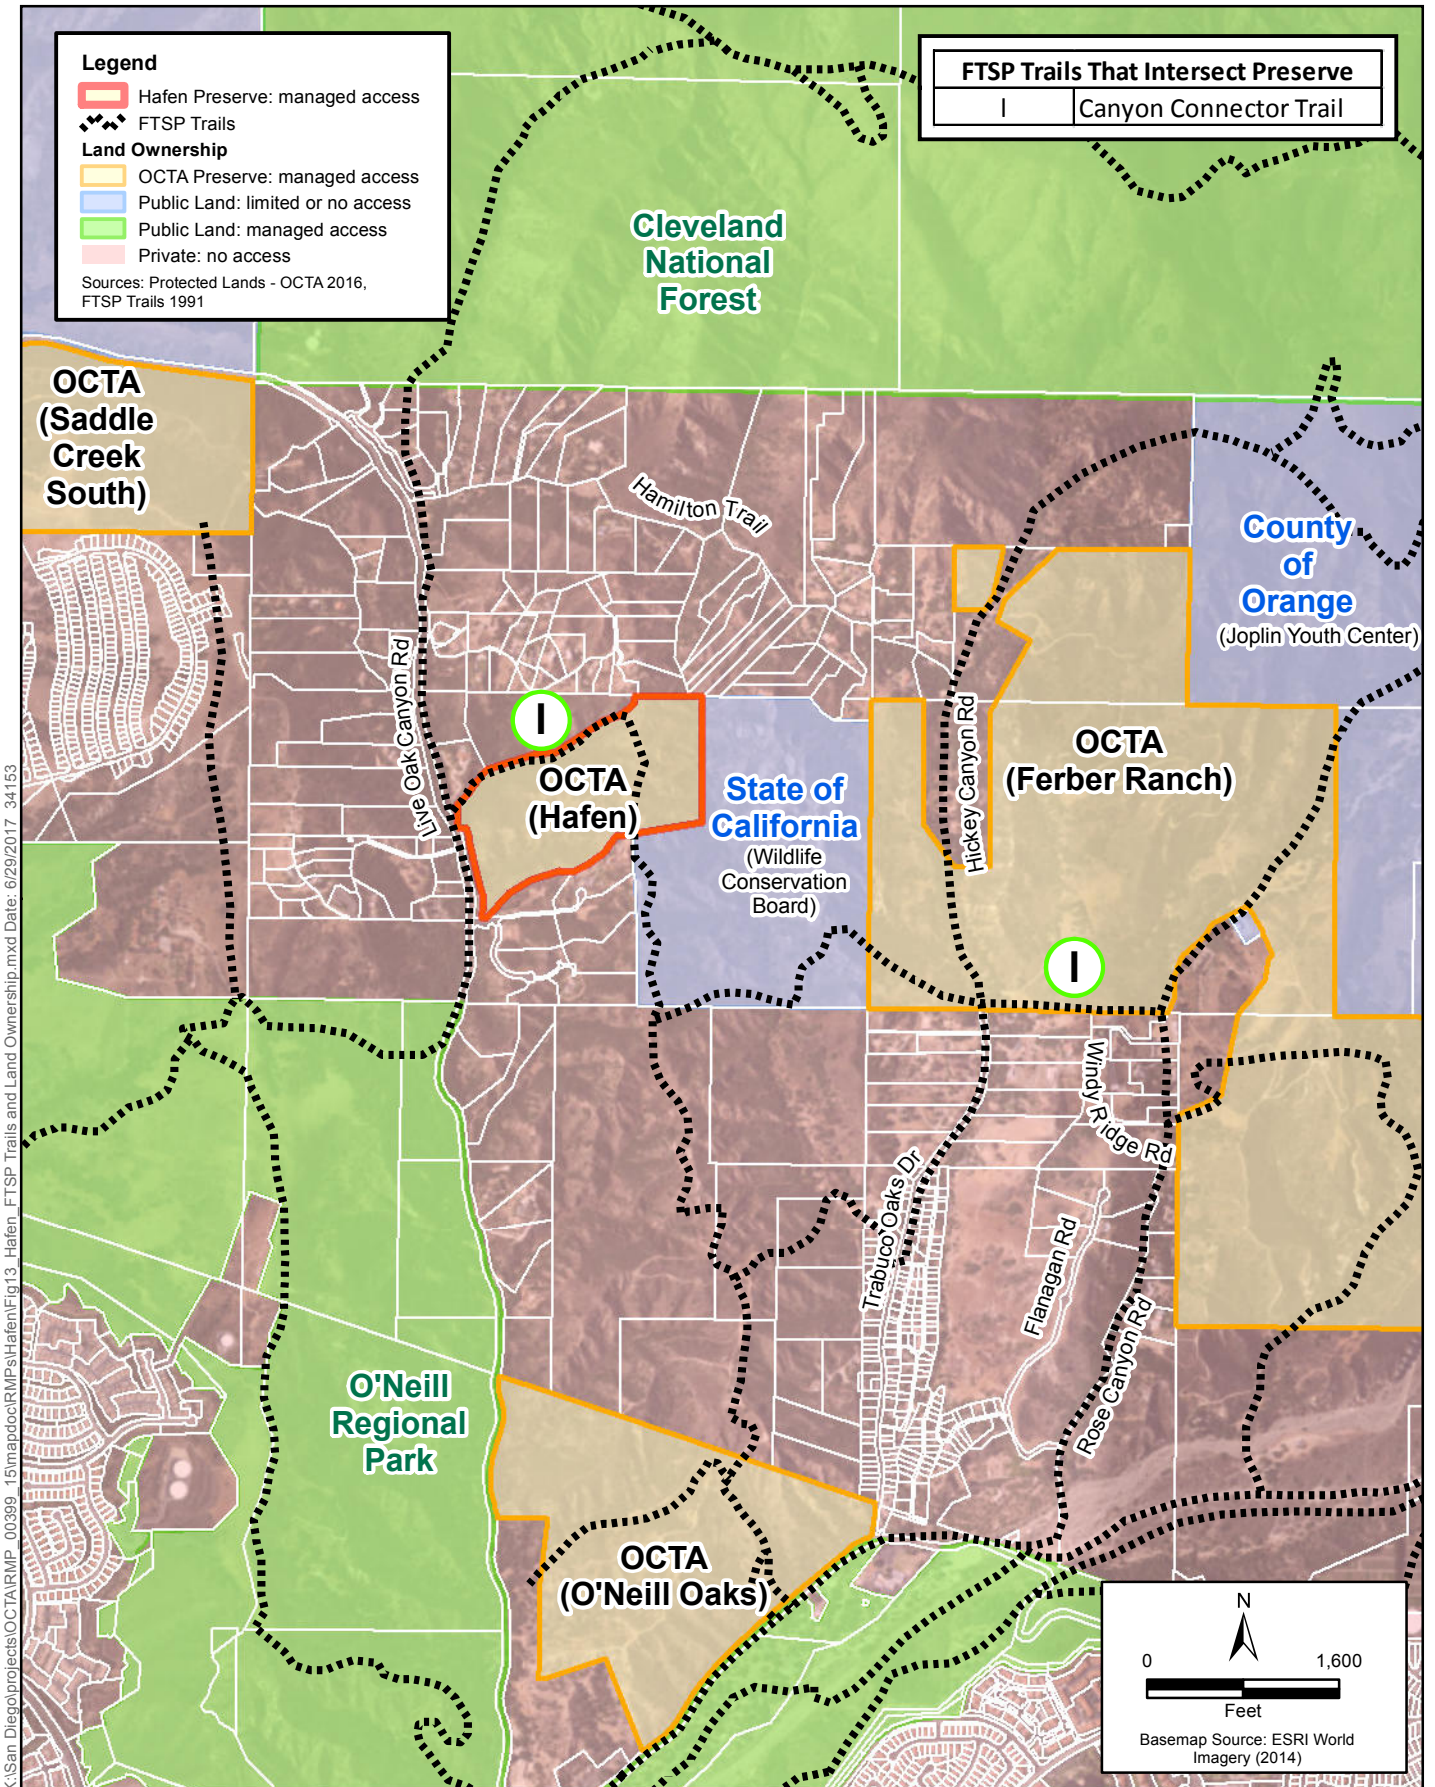 Legend
Hafen Preserve: managed access
FTSP Trails
Land Ownership
OCTA Preserve: managed access
Public Land: limited or no access
Public Land: managed access
Private: no access
Sources: Protected Lands - OCTA 2016,
FTSP Trails 1991
FTSP Trails That Intersect Preserve
I Canyon Connector Trail
Cleveland
National
Forest
OCTA
(Saddle
Creek
South)
Hamilton Trail
County
of
Orange
(Joplin Youth Center)
Live Oak Canyon Rd
I
OCTA
(Hafen)
State of
California
(Wildlife
Conservation
Board)
Hickey Canyon Rd
OCTA
(Ferber Ranch)
I
Windy Ridge Rd
Trabuco Oaks Dr
Flanagan Rd
Rose Canyon Rd
O'Neill
Regional
Park
OCTA
(O'Neill Oaks)
N
0 1,600
Feet
Basemap Source: ESRI World
Imagery (2014)
K:\San Diego\projects\OCTA\RMP_00399_15\mapdoc\RMPs\Hafen\Fig13_Hafen_FTSP Trails and Land Ownership.mxd Date: 6/29/2017 34153